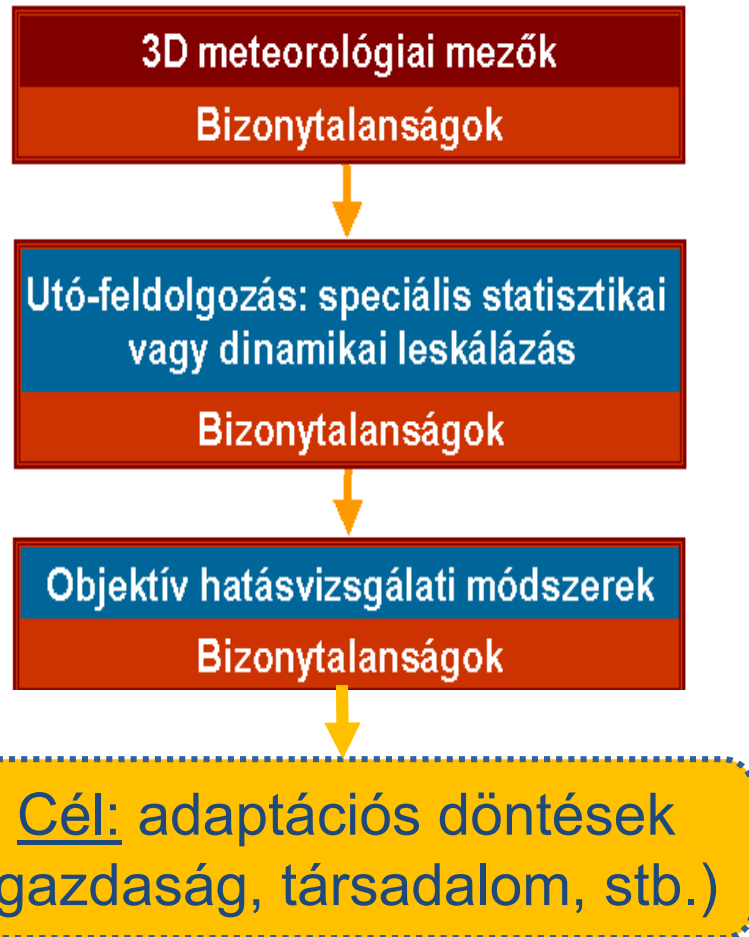 3D meteorológiai mezők
Bizonytalanságok
Utó-feldolgozás: speciális statisztikai
vagy dinamikai leskálázás
Bizonytalanságok
Objektív hatásvizsgálati módszerek
Bizonytalanságok
Cél: adaptációs döntések
gazdaság, társadalom, stb.)